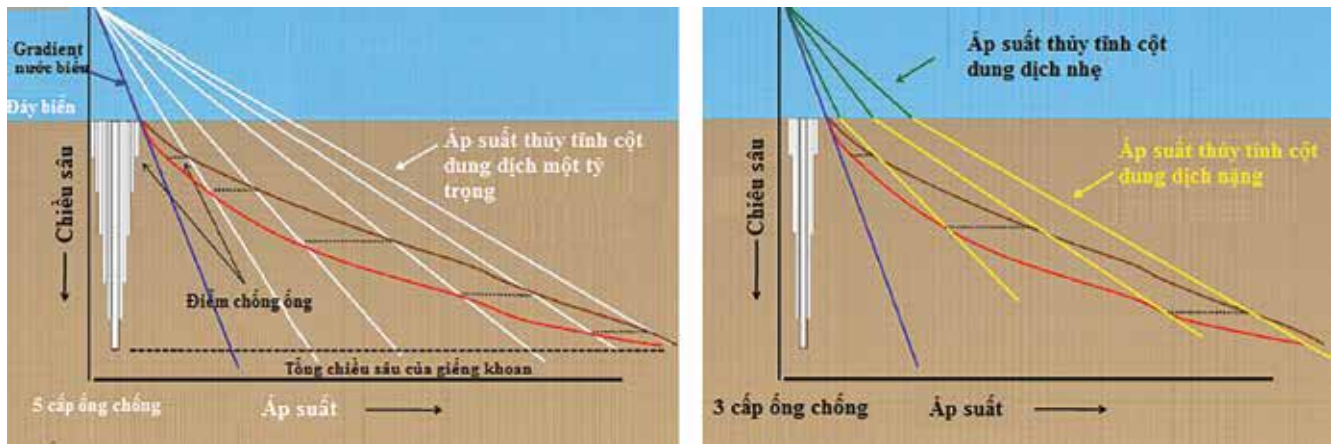 Gradient
nước biển
Đáy biển
Chiều sâu
Áp suất thủy tĩnh cột
dung dịch một tỷ
trọng
Điểm chống ống
Tổng chiều sâu của giếng khoan
5 cấp ống chống
Áp suất
Áp suất thủy tĩnh cột
dung dịch nhẹ
Áp suất thủy tĩnh cột
dung dịch nặng
Chiều sâu
3 cấp ống chống
Áp suất